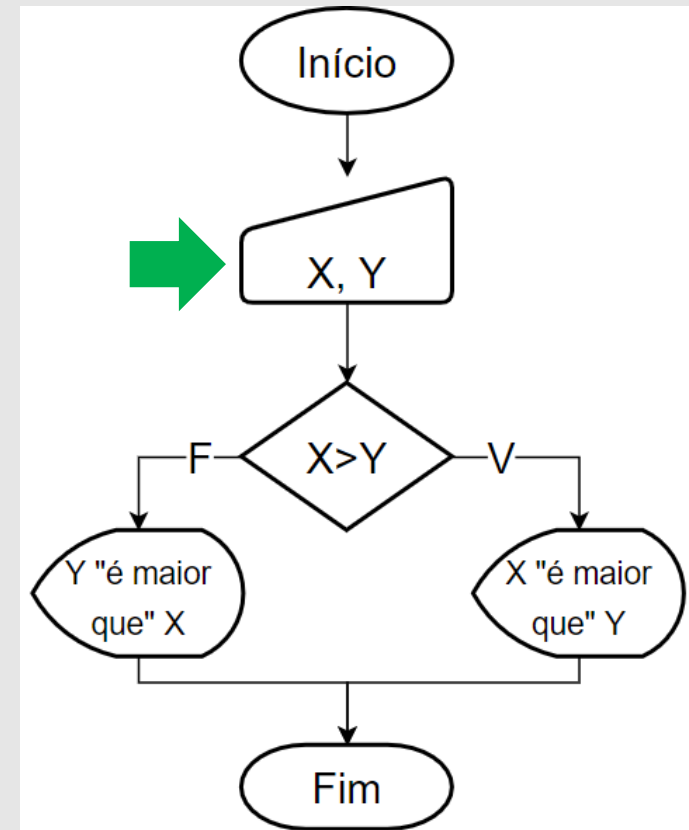 Início
X, Y
X>Y
F
V
Y "é maior
que" X
X "é maior
que" Y
Fim